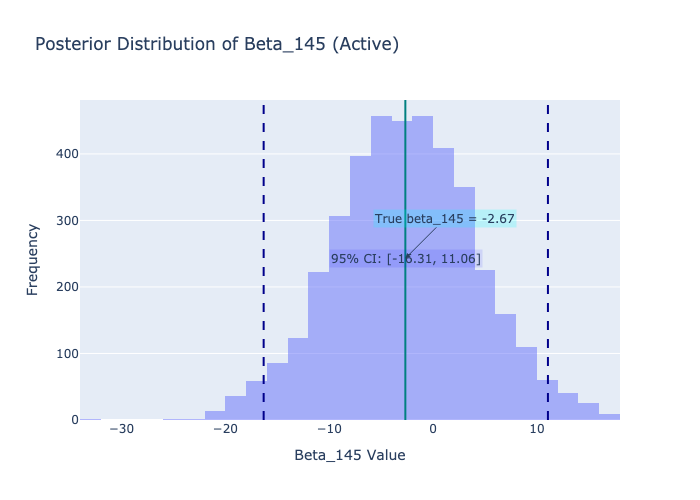 Posterior Distribution of Beta_145 (Active)
Frequency
400
300
200
100
0
True beta_145 = -2.67
95% CI: [-16.31, 11.06]
−30
−20
−10
0
10
Beta_145 Value